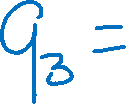 q₃ =